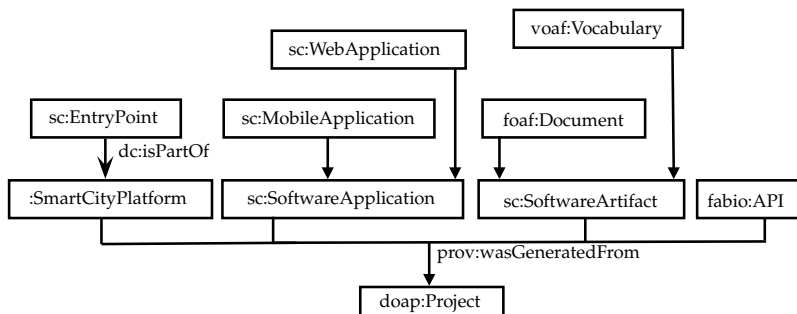 voaf:Vocabulary
sc:WebApplication
sc:EntryPoint
sc:MobileApplication
foaf:Document
dc:isPartOf
:SmartCityPlatform
sc:SoftwareApplication
sc:SoftwareArtifact
fabio:API
prov:wasGeneratedFrom
doap:Project